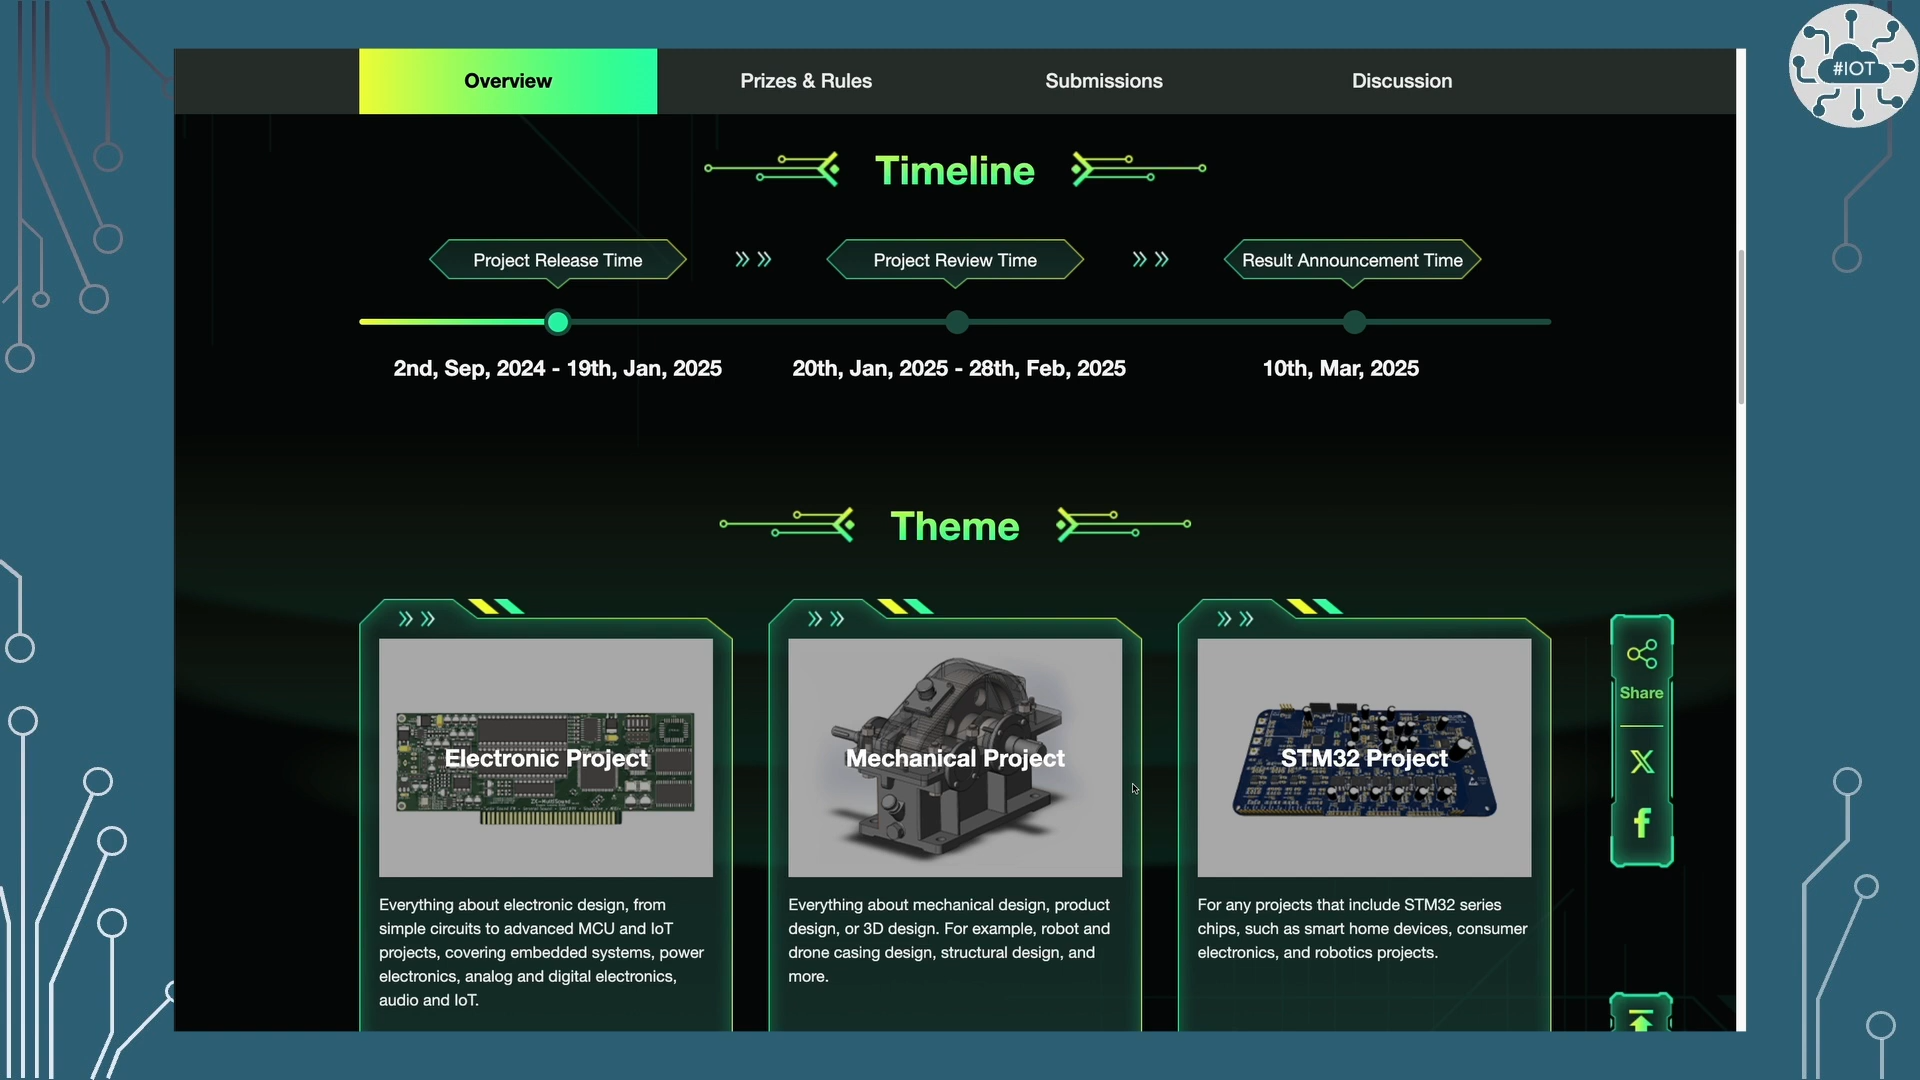 #IOT
Overview
Prizes & Rules
Submissions
Discussion
Timeline
Project Release Time
Project Review Time
Result Announcement Time
2nd, Sep, 2024 - 19th, Jan, 2025
20th, Jan, 2025 - 28th, Feb, 2025
10th, Mar, 2025
Theme
Electronic Project
Everything about electronic design, from
simple circuits to advanced MCU and IoT
projects, covering embedded systems, power
electronics, analog and digital electronics,
audio and IoT.
Mechanical Project
Everything about mechanical design, product
design, or 3D design. For example, robot and
drone casing design, structural design, and
more.
STM32 Project
For any projects that include STM32 series
chips, such as smart home devices, consumer
electronics, and robotics projects.
Share